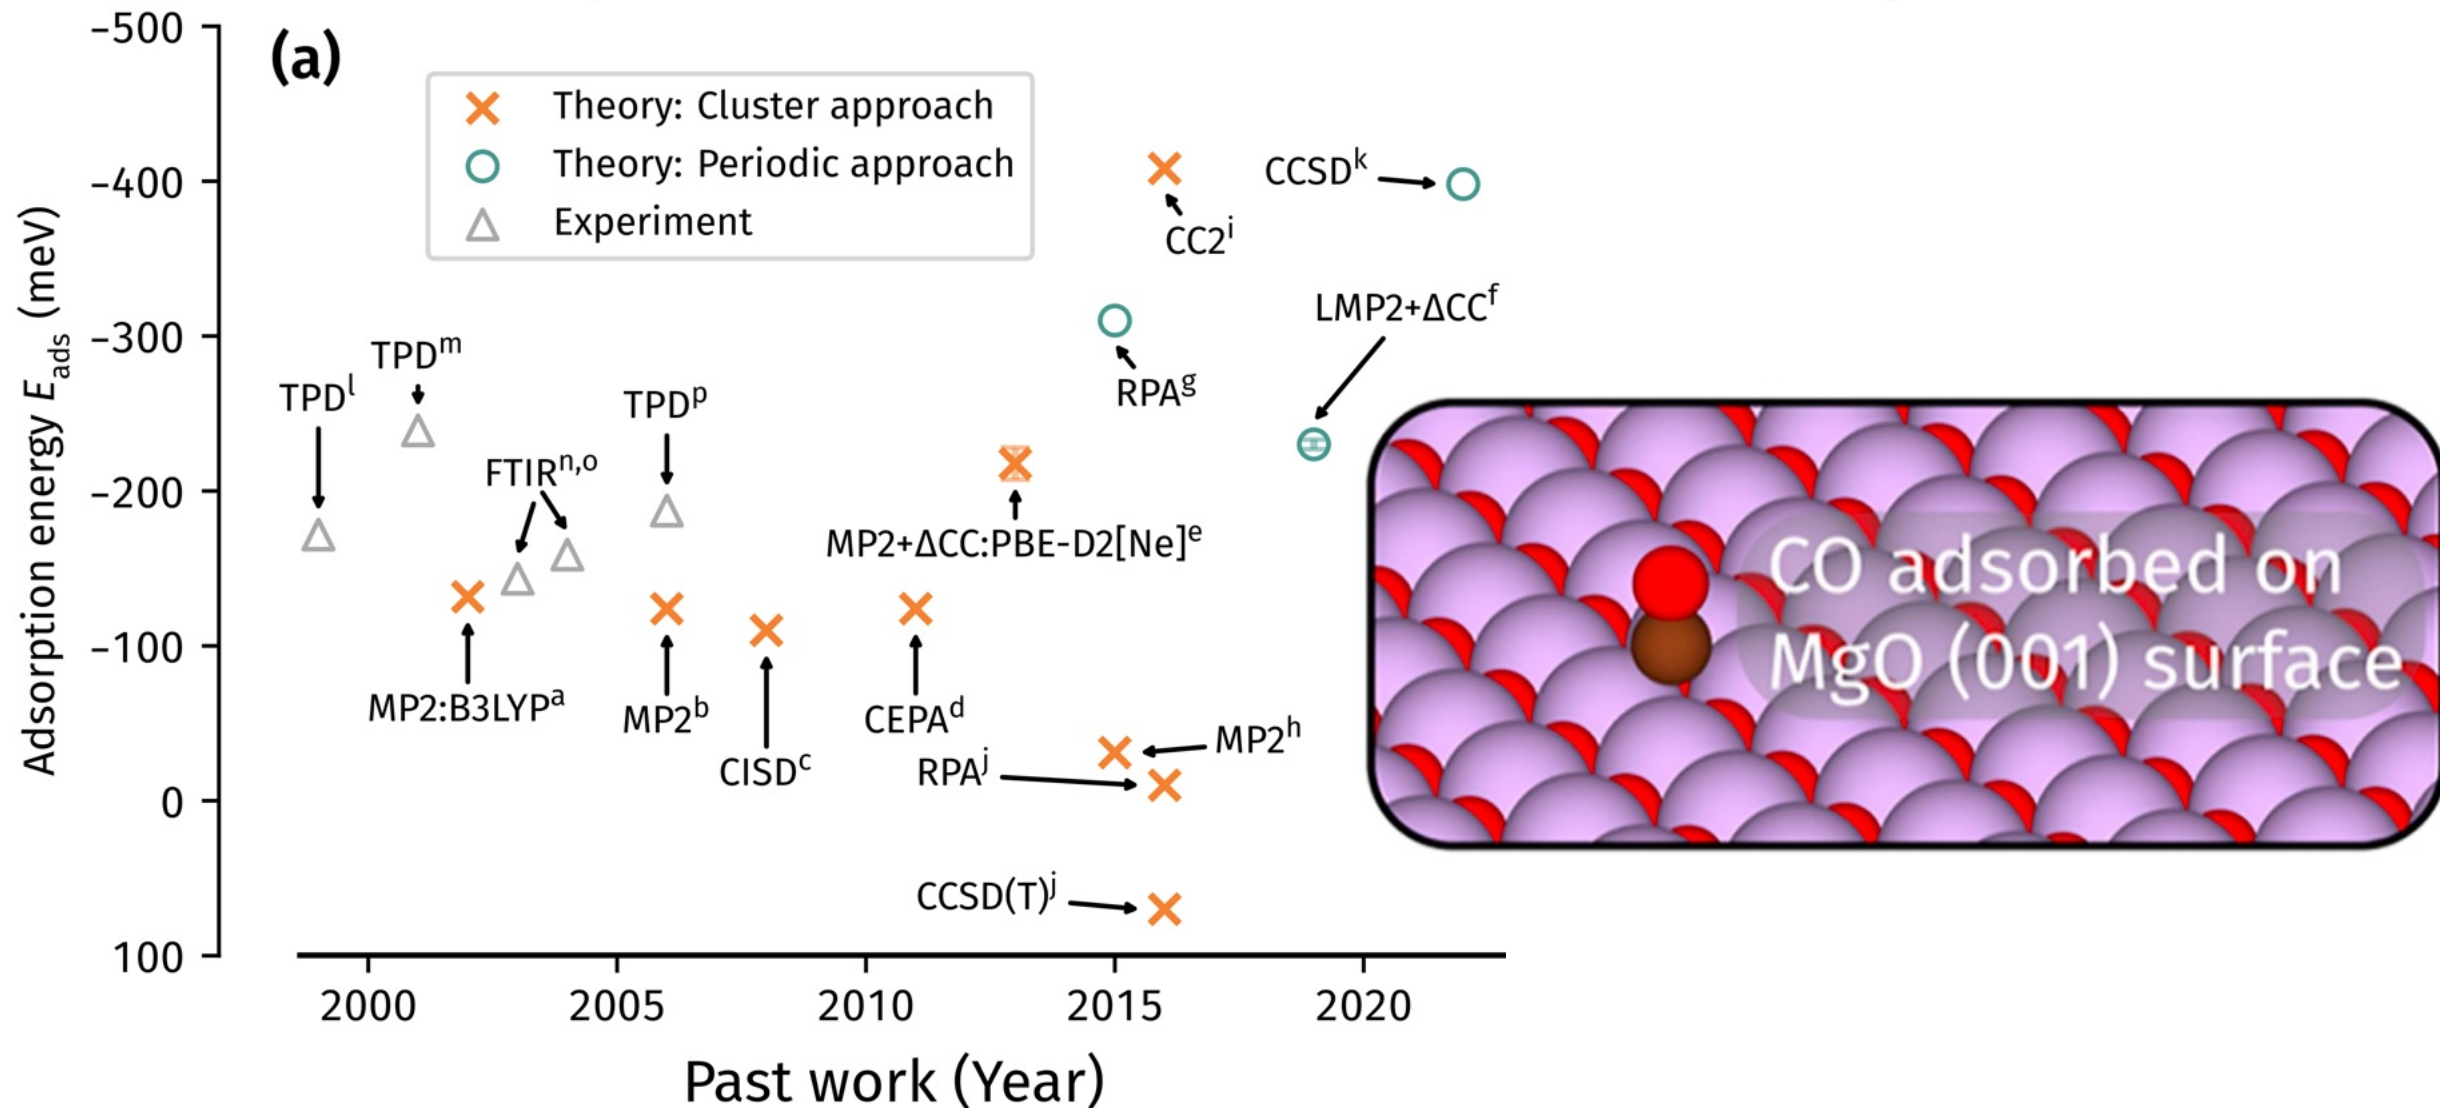 (a)
Theory: Cluster approach
Theory: Periodic approach
Experiment
Adsorption energy E_ads (meV)
−500
−400
−300
−200
−100
0
100
TPD^l
TPD^m
FTIR^n,o
TPD^p
MP2:B3LYP^a
MP2^b
CISD^c
CEPA^d
MP2+ΔCC:PBE-D2[Ne]^e
RPA^g
CC2^i
CCSD^k
LMP2+ΔCC^f
MP2^h
RPA^j
CCSD(T)^j
CO adsorbed on
MgO (001) surface
2000 2005 2010 2015 2020
Past work (Year)